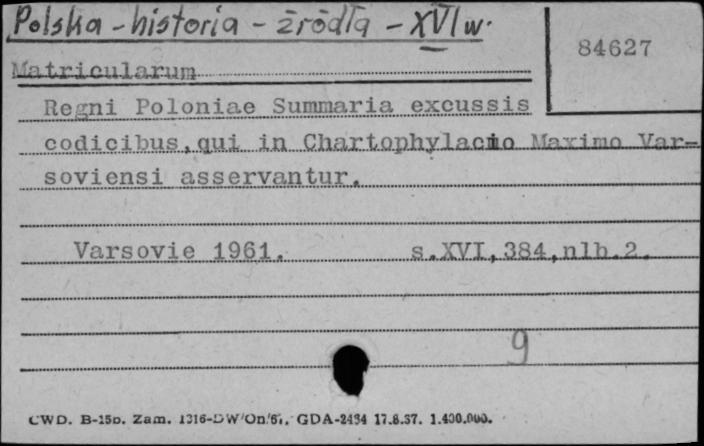 Polska - historia - źródła - XVI w.
84627
Matricularum
Regni Poloniae Summaria excussis
codicibus,qui in Chartophylacio Maximo Var-
soviensi asservantur.
Varsovie 1961. s.XVI,384,nlb.2.
9
CWD. B-15b. Zam. 1316-DW/On/67. GDA-2434 17.8.67. 1.400.000.